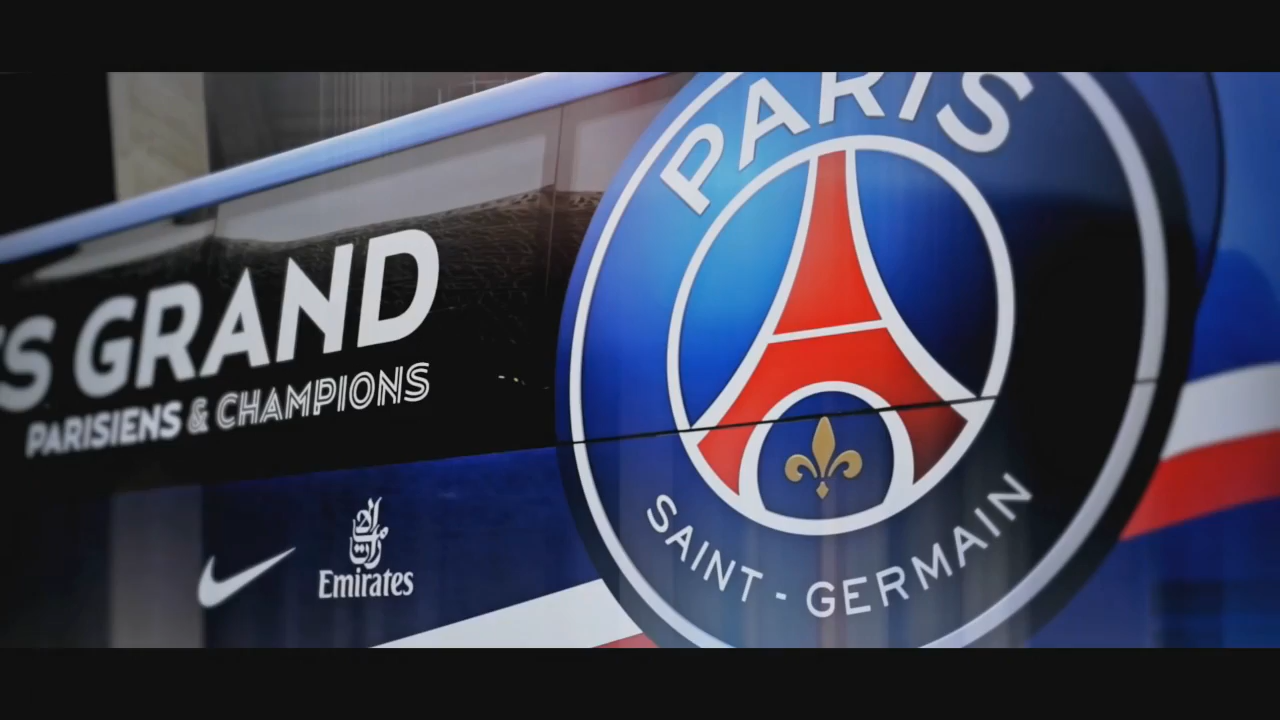 S GRAND
PARISIENS & CHAMPIONS
Emirates
PARIS
SAINT-GERMAIN